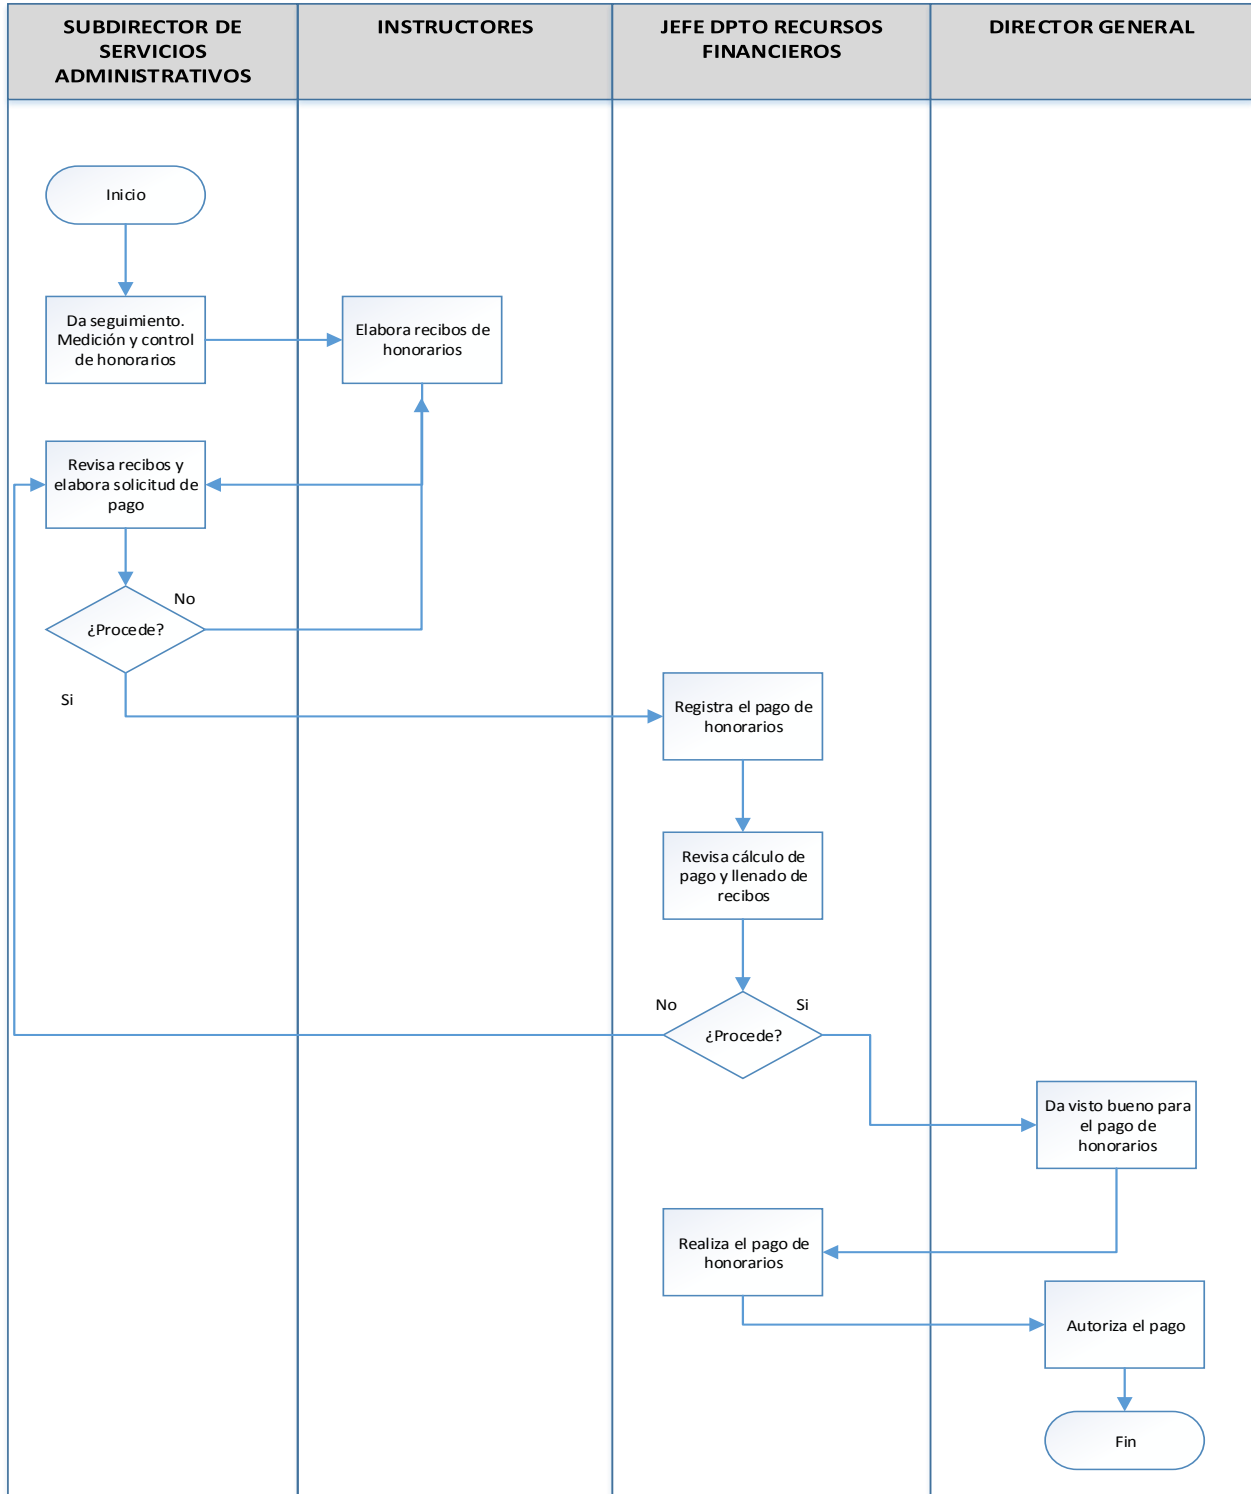 SUBDIRECTOR DE
SERVICIOS
ADMINISTRATIVOS
INSTRUCTORES
JEFE DPTO RECURSOS
FINANCIEROS
DIRECTOR GENERAL
Inicio
Da seguimiento.
Medición y control
de honorarios
Elabora recibos de
honorarios
Revisa recibos y
elabora solicitud de
pago
No
¿Procede?
Si
Registra el pago de
honorarios
Revisa cálculo de
pago y llenado de
recibos
No
Si
¿Procede?
Da visto bueno para
el pago de
honorarios
Realiza el pago de
honorarios
Autoriza el pago
Fin